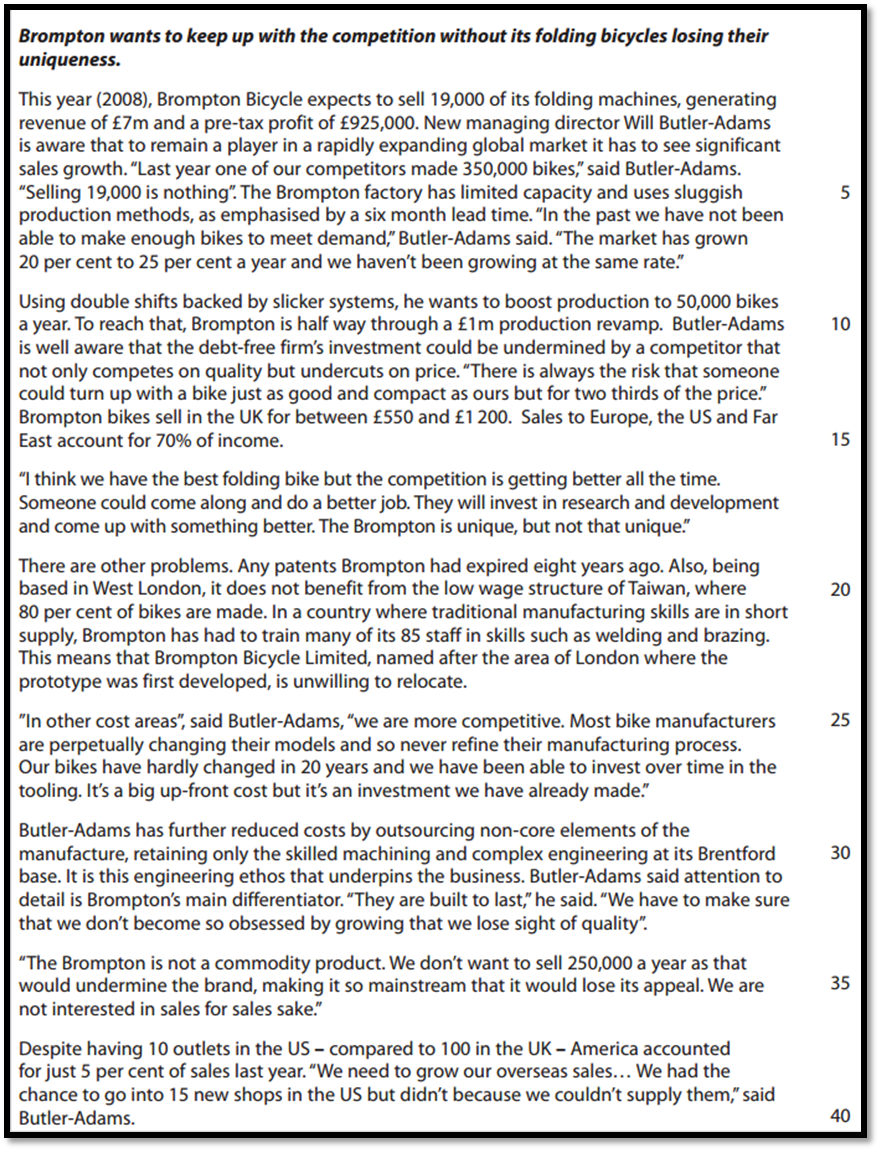 Brompton wants to keep up with the competition without its folding bicycles losing their
uniqueness.
This year (2008), Brompton Bicycle expects to sell 19,000 of its folding machines, generating
revenue of £7m and a pre-tax profit of £925,000. New managing director Will Butler-Adams
is aware that to remain a player in a rapidly expanding global market it has to see significant
sales growth. “Last year one of our competitors made 350,000 bikes,” said Butler-Adams.
“Selling 19,000 is nothing”. The Brompton factory has limited capacity and uses sluggish 5
production methods, as emphasised by a six month lead time. “In the past we have not been
able to make enough bikes to meet demand,” Butler-Adams said. “The market has grown
20 per cent to 25 per cent a year and we haven’t been growing at the same rate.”
Using double shifts backed by slicker systems, he wants to boost production to 50,000 bikes
a year. To reach that, Brompton is half way through a £1m production revamp. Butler-Adams 10
is well aware that the debt-free firm’s investment could be undermined by a competitor that
not only competes on quality but undercuts on price. “There is always the risk that someone
could turn up with a bike just as good and compact as ours but for two thirds of the price.”
Brompton bikes sell in the UK for between £550 and £1 200. Sales to Europe, the US and Far
East account for 70% of income. 15
“I think we have the best folding bike but the competition is getting better all the time.
Someone could come along and do a better job. They will invest in research and development
and come up with something better. The Brompton is unique, but not that unique.”
There are other problems. Any patents Brompton had expired eight years ago. Also, being
based in West London, it does not benefit from the low wage structure of Taiwan, where 20
80 per cent of bikes are made. In a country where traditional manufacturing skills are in short
supply, Brompton has had to train many of its 85 staff in skills such as welding and brazing.
This means that Brompton Bicycle Limited, named after the area of London where the
prototype was first developed, is unwilling to relocate.
”In other cost areas”, said Butler-Adams, “we are more competitive. Most bike manufacturers 25
are perpetually changing their models and so never refine their manufacturing process.
Our bikes have hardly changed in 20 years and we have been able to invest over time in the
tooling. It’s a big up-front cost but it’s an investment we have already made.”
Butler-Adams has further reduced costs by outsourcing non-core elements of the
manufacture, retaining only the skilled machining and complex engineering at its Brentford 30
base. It is this engineering ethos that underpins the business. Butler-Adams said attention to
detail is Brompton’s main differentiator. “They are built to last,” he said. “We have to make sure
that we don’t become so obsessed by growing that we lose sight of quality”.
“The Brompton is not a commodity product. We don’t want to sell 250,000 a year as that
would undermine the brand, making it so mainstream that it would lose its appeal. We are 35
not interested in sales for sales sake.”
Despite having 10 outlets in the US – compared to 100 in the UK – America accounted
for just 5 per cent of sales last year. “We need to grow our overseas sales… We had the
chance to go into 15 new shops in the US but didn’t because we couldn’t supply them,” said
Butler-Adams. 40